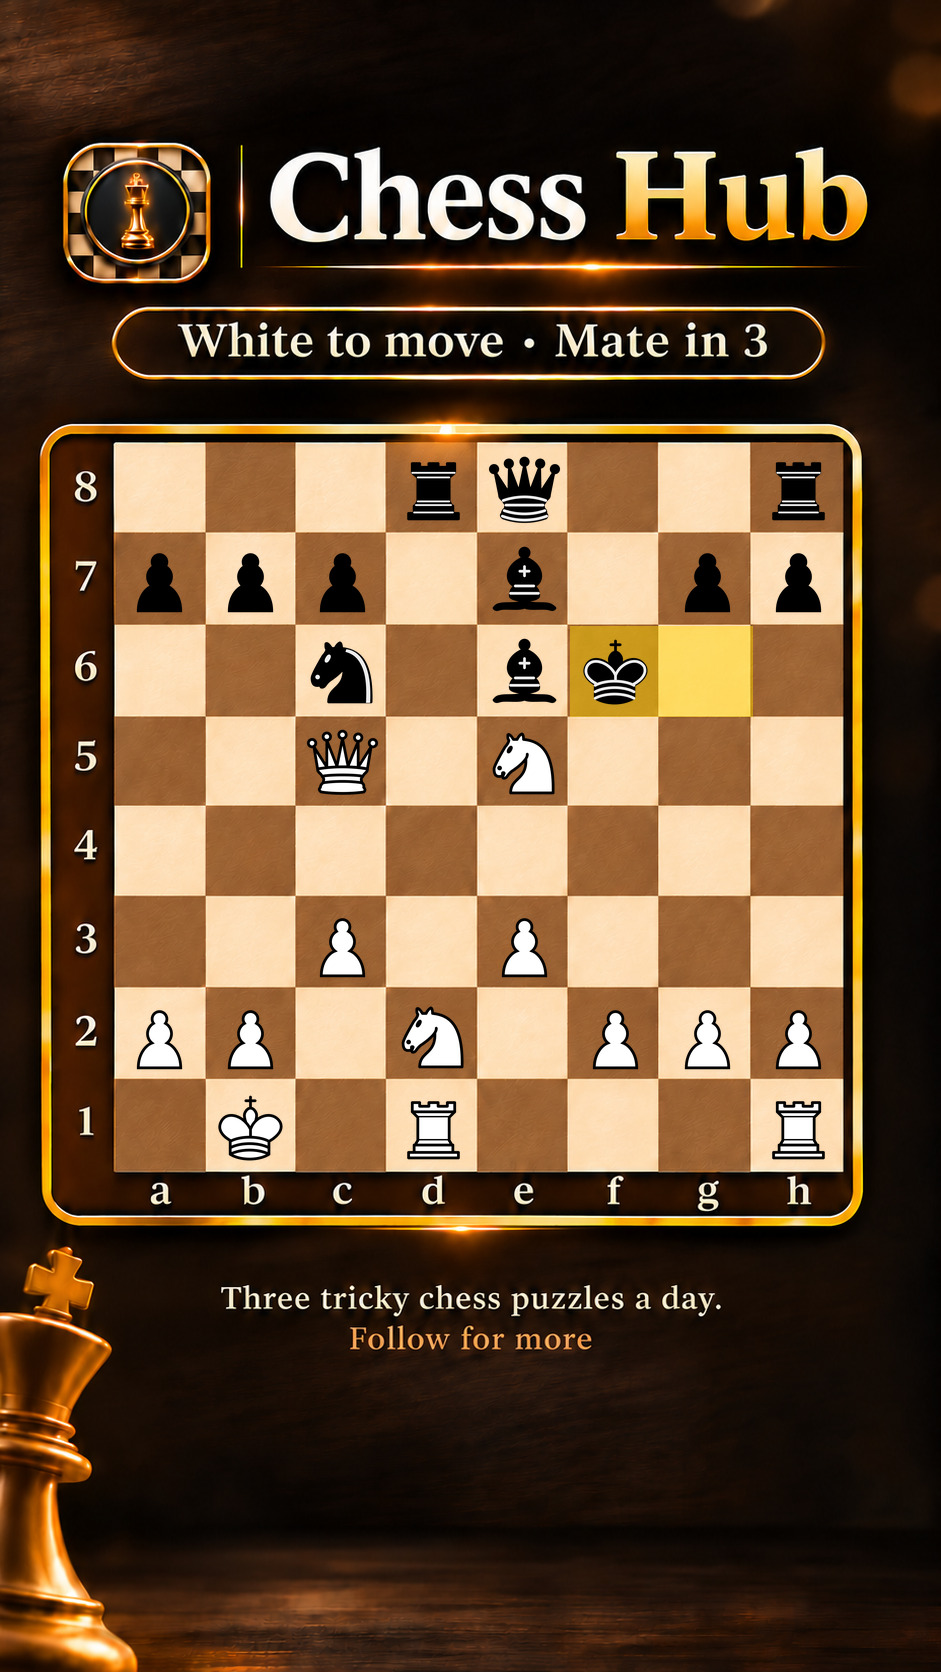 Chess Hub
White to move • Mate in 3
8
7
6
5
4
3
2
1
a b c d e f g h
Three tricky chess puzzles a day.
Follow for more